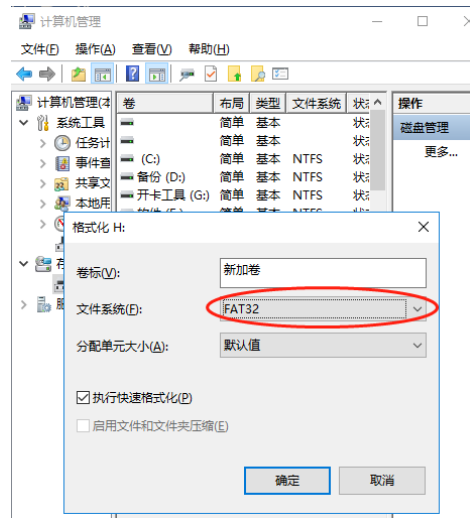 计算机管理
文件(F) 操作(A) 查看(V) 帮助(H)
计算机管理(本
系统工具
任务计
事件查
共享文
本地用
卷 布局 类型 文件系统 状
简单 基本
简单 基本
(C:) 简单 基本 NTFS 状
备份 (D:) 简单 基本 NTFS 状
开卡工具 (G:) 简单 基本 NTFS 状
操作
磁盘管理
更多...
格式化 H:
卷标(V): 新加卷
文件系统(F): FAT32
分配单元大小(A): 默认值
执行快速格式化(P)
启用文件和文件夹压缩(E)
确定 取消